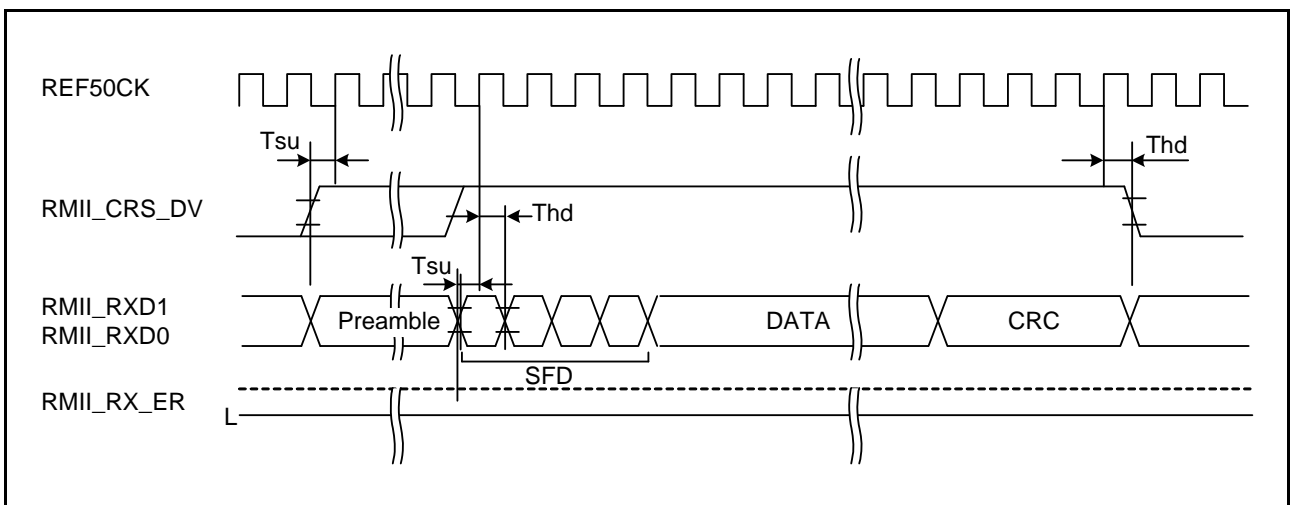 REF50CK
Tsu
Thd
RMII_CRS_DV
Thd
Tsu
RMII_RXD1
RMII_RXD0
Preamble
DATA
CRC
SFD
RMII_RX_ER
L